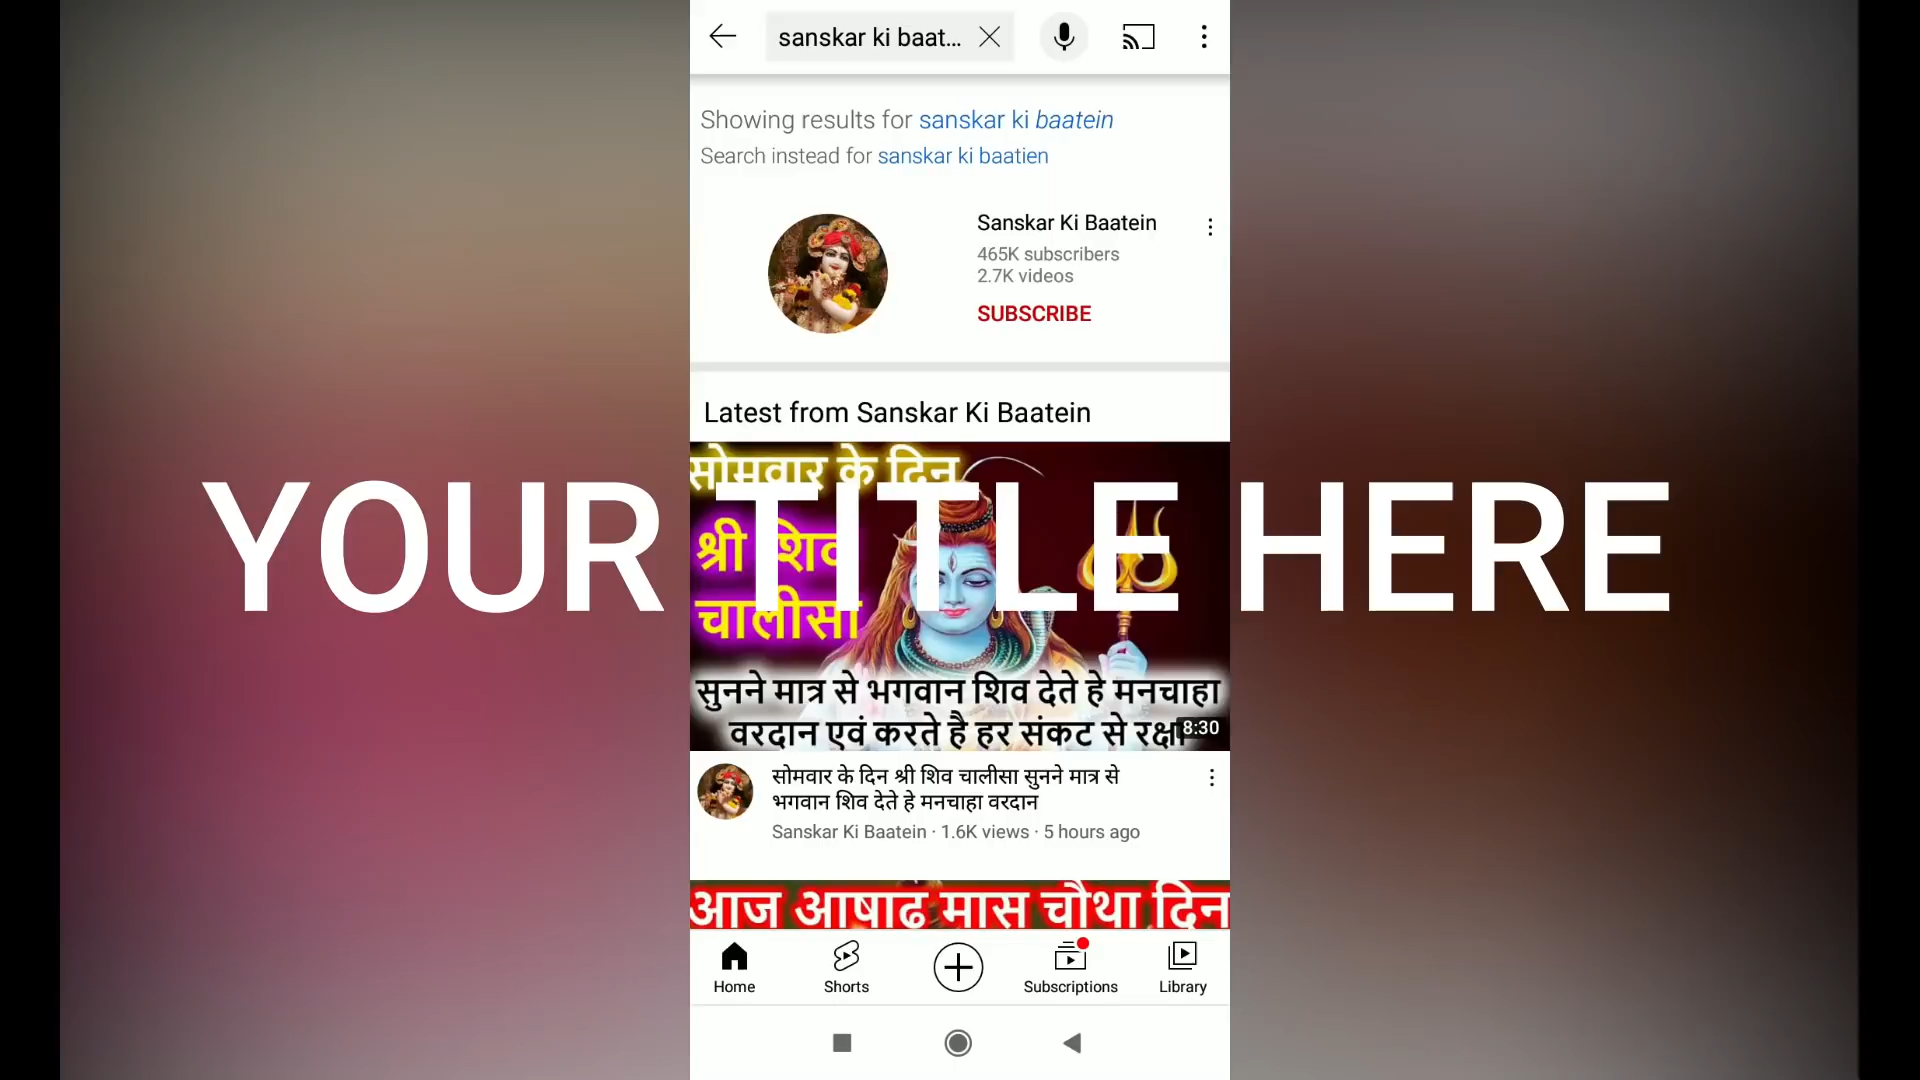 sanskar ki baat...
Showing results for sanskar ki baatein
Search instead for sanskar ki baatien
Sanskar Ki Baatein
465K subscribers
2.7K videos
SUBSCRIBE
Latest from Sanskar Ki Baatein
सोमवार के दिन
YOUR TITLE HERE
श्री शिव
चालीसा
सुनने मात्र से भगवान शिव देते हे मनचाहा
वरदान एवं करते है हर संकट से रक्षा
8:30
सोमवार के दिन श्री शिव चालीसा सुनने मात्र से
भगवान शिव देते हे मनचाहा वरदान
Sanskar Ki Baatein · 1.6K views · 5 hours ago
आज आषाढ मास चौथा दिन
Home
Shorts
Subscriptions
Library